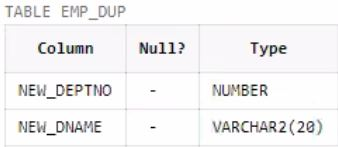 TABLE EMP_DUP
Column Null? Type
NEW_DEPTNO - NUMBER
NEW_DNAME - VARCHAR2(20)